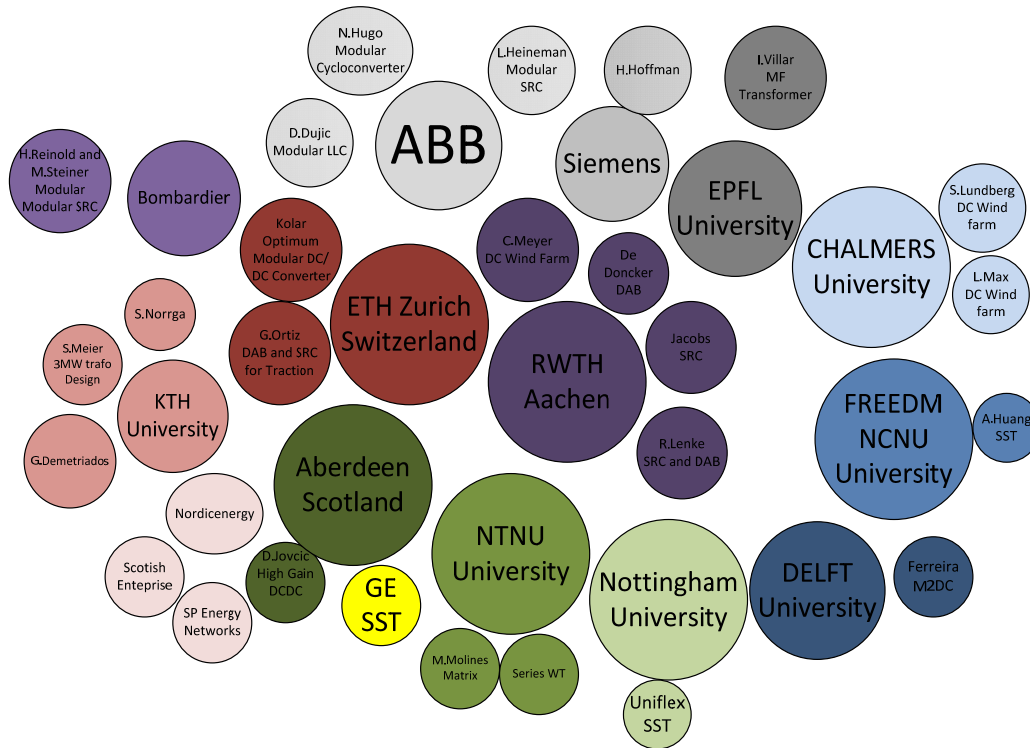 N.Hugo
Modular
Cycloconverter
L.Heineman
Modular
SRC
H.Hoffman
I.Villar
MF
Transformer
D.Dujic
Modular LLC
ABB
Siemens
H.Reinold and
M.Steiner
Modular
Modular SRC
Bombardier
EPFL
University
S.Lundberg
DC Wind
farm
Kolar
Optimum
Modular DC/
DC Converter
C.Meyer
DC Wind Farm
De
Doncker
DAB
CHALMERS
University
L.Max
DC Wind
farm
S.Norrga
ETH Zurich
Switzerland
G.Ortiz
DAB and SRC
for Traction
Jacobs
SRC
S.Meier
3MW trafo
Design
RWTH
Aachen
KTH
University
FREEDM
NCNU
University
A.Huang
SST
G.Demetriados
R.Lenke
SRC and DAB
Aberdeen
Scotland
Nordicenergy
NTNU
University
D.Jovcic
High Gain
DCDC
Scotish
Enteprise
GE
SST
Nottingham
University
DELFT
University
Ferreira
M2DC
SP Energy
Networks
M.Molines
Matrix
Series WT
Uniflex
SST